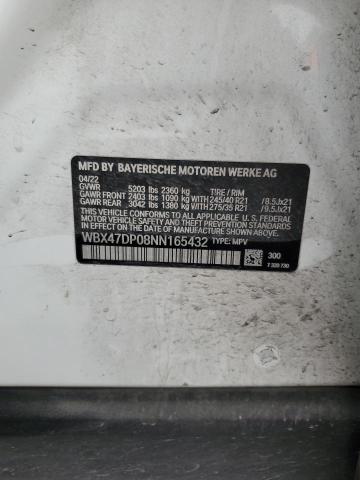 MFD BY BAYERISCHE MOTOREN WERKE AG
04/22
GVWR 5203 lbs 2360 kg TIRE / RIM
GAWR FRONT 2403 lbs 1090 kg WITH 245/40 R21 /8.5Jx21
GAWR REAR 3042 lbs 1380 kg WITH 275/35 R21 /9.5Jx21
THIS VEHICLE CONFORMS TO ALL APPLICABLE
U. S. FEDERAL MOTOR VEHICLE SAFETY, BUMPER,
AND THEFT PREVENTION STANDARDS IN EFFECT ON
THE DATE OF MANUFACTURE SHOWN ABOVE.
WBX47DP08NN165432 TYPE: MPV
300